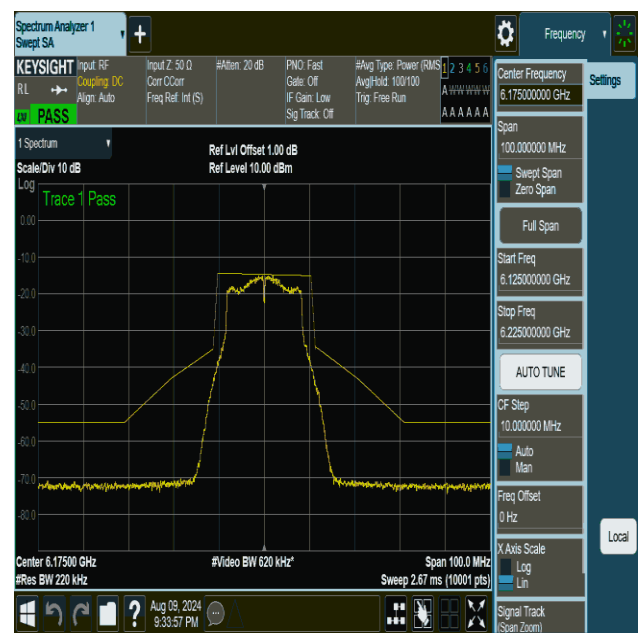 Spectrum Analyzer 1
Swept SA
+
Frequency
KEYSIGHT
RL
PASS
Input: RF
Coupling: DC
Align: Auto
Input Z: 50 Ω
Corr CCorr
Freq Ref: Int (S)
#Atten: 20 dB
PNO: Fast
Gate: Off
IF Gain: Low
Sig Track: Off
#Avg Type: Power (RMS
Avg|Hold: 100/100
Trig: Free Run
1 2 3 4 5 6
A W W W W W
A A A A A A
1 Spectrum
Scale/Div 10 dB
Ref Lvl Offset 1.00 dB
Ref Level 10.00 dBm
Log
Trace 1 Pass
0.00
-10.0
-20.0
-30.0
-40.0
-50.0
-60.0
-70.0
-80.0
Center 6.17500 GHz
#Res BW 220 kHz
#Video BW 620 kHz*
Span 100.0 MHz
Sweep 2.67 ms (10001 pts)
?
Aug 09, 2024
9:33:57 PM
Center Frequency
6.175000000 GHz
Settings
Span
100.000000 MHz
Swept Span
Zero Span
Full Span
Start Freq
6.125000000 GHz
Stop Freq
6.225000000 GHz
AUTO TUNE
CF Step
10.000000 MHz
Auto
Man
Freq Offset
0 Hz
X Axis Scale
Log
Lin
Local
Signal Track
(Span Zoom)